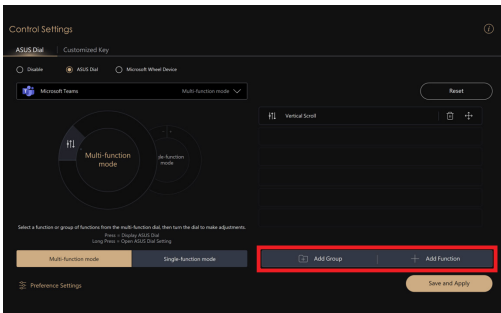 Control Settings
ASUS Dial
Customized Key
Disable
ASUS Dial
Microsoft Wheel Device
Microsoft Teams
Multi-function mode
Reset
Vertical Scroll
Multi-function
mode
gle-function
mode
Select a function or group of functions from the multi-function dial, then turn the dial to make adjustments.
Press = Display ASUS Dial
Long Press = Open ASUS Dial Setting
Multi-function mode
Single-function mode
Add Group
Add Function
Preference Settings
Save and Apply